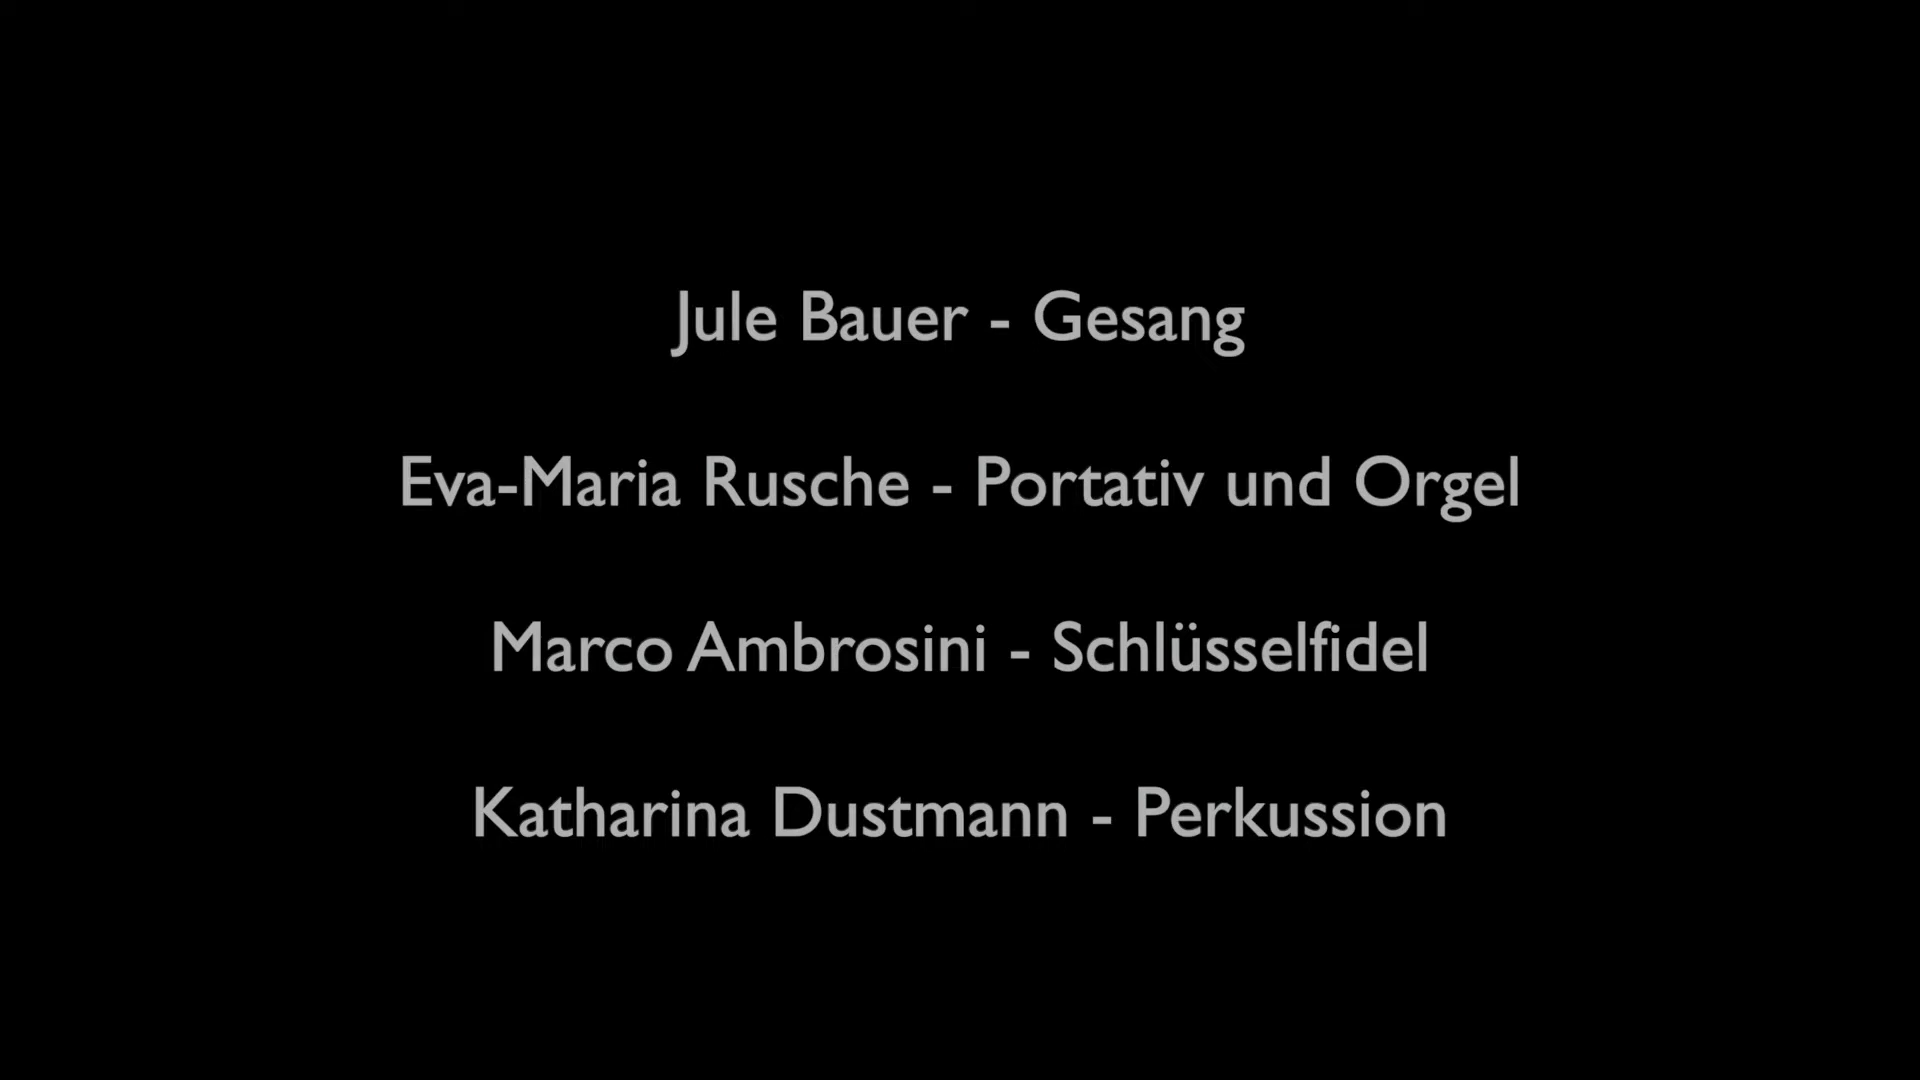 Jule Bauer - Gesang
Eva-Maria Rusche - Portativ und Orgel
Marco Ambrosini - Schlüsselfidel
Katharina Dustmann - Perkussion